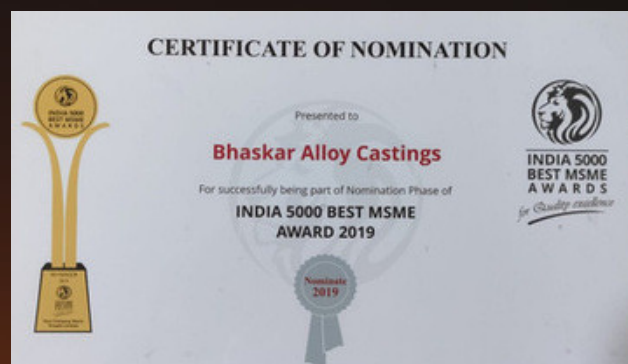 CERTIFICATE OF NOMINATION
INDIA 5000
BEST MSME
AWARDS
Presented to
Bhaskar Alloy Castings
For successfully being part of Nomination Phase of
INDIA 5000 BEST MSME
AWARD 2019
INDIA 5000
BEST MSME
AWARDS
for Quality excellence
Nominate
2019